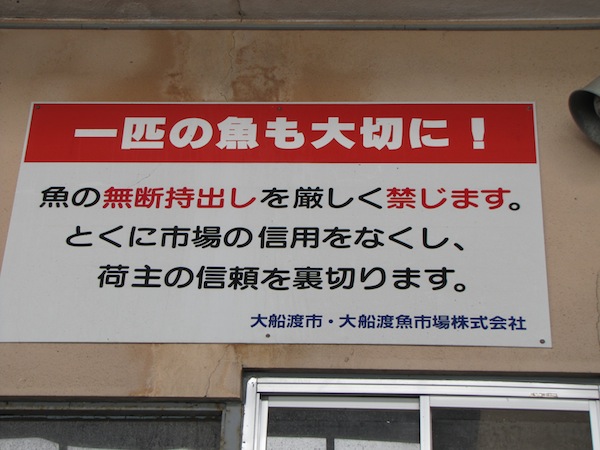 一匹の魚も大切に！
魚の無断持出しを厳しく禁じます。
とくに市場の信用をなくし、
荷主の信頼を裏切ります。
大船渡市・大船渡魚市場株式会社